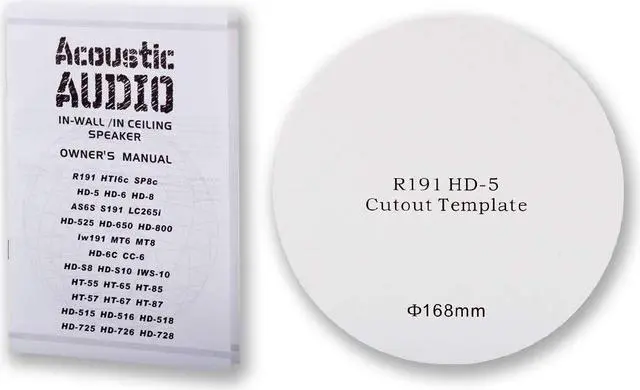 Acoustic
AUDIO
IN-WALL /IN CEILING
SPEAKER
OWNER'S MANUAL
R191 HTI6c SP8c
HD-5 HD-6 HD-8
AS6S S191 LC265i
HD-525 HD-650 HD-800
Iw191 MT6 MT8
HD-6C CC-6
HD-S8 HD-S10 IWS-10
HT-55 HT-65 HT-85
HT-57 HT-67 HT-87
HD-515 HD-516 HD-518
HD-725 HD-726 HD-728
R191 HD-5
Cutout Template
Φ168mm